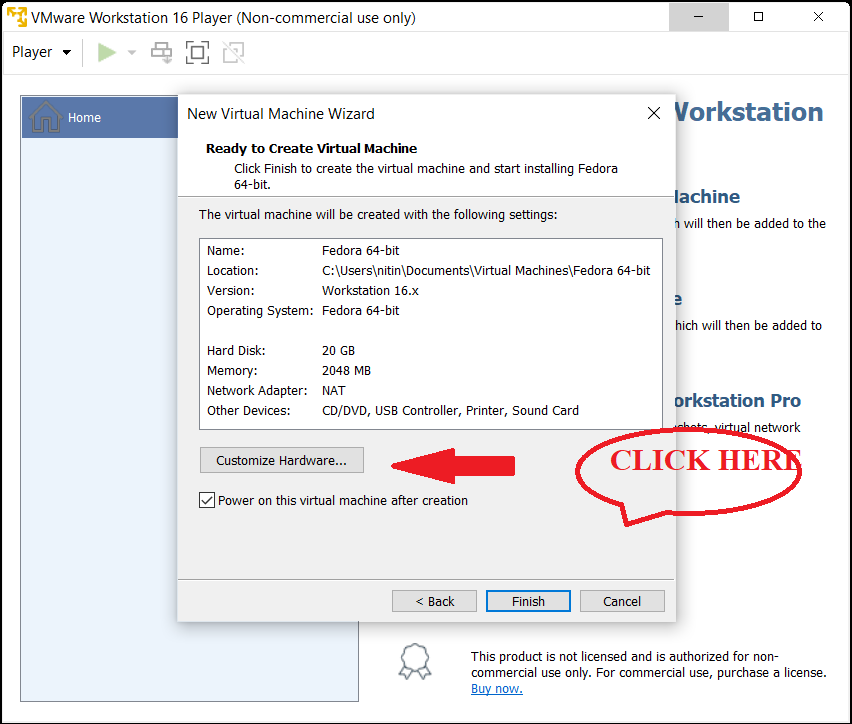 VMware Workstation 16 Player (Non-commercial use only)
Player
Home
New Virtual Machine Wizard
Workstation
Ready to Create Virtual Machine
Click Finish to create the virtual machine and start installing Fedora
64-bit.
The virtual machine will be created with the following settings:
will then be added to the
Name: Fedora 64-bit
Location: C:\Users\nitin\Documents\Virtual Machines\Fedora 64-bit
Version: Workstation 16.x
Operating System: Fedora 64-bit
which will then be added to
Hard Disk: 20 GB
Memory: 2048 MB
Network Adapter: NAT
Other Devices: CD/DVD, USB Controller, Printer, Sound Card
orkstation Pro
virtual network
Customize Hardware...
CLICK HERE
Power on this virtual machine after creation
< Back
Finish
Cancel
This product is not licensed and is authorized for non-
commercial use only. For commercial use, purchase a license.
Buy now.